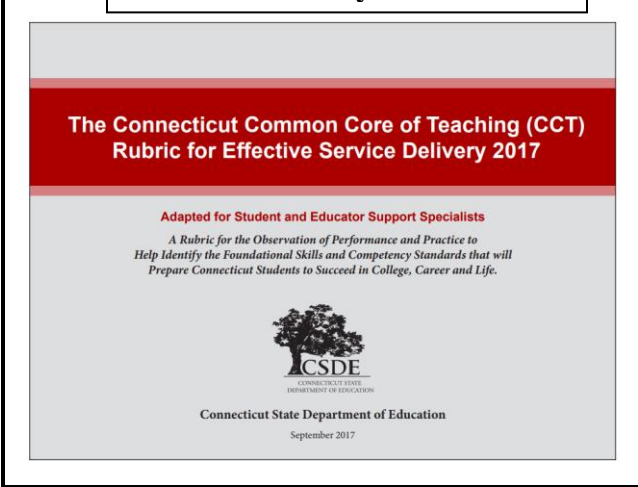 The Connecticut Common Core of Teaching (CCT)
Rubric for Effective Service Delivery 2017
Adapted for Student and Educator Support Specialists
A Rubric for the Observation of Performance and Practice to
Help Identify the Foundational Skills and Competency Standards that will
Prepare Connecticut Students to Succeed in College, Career and Life.
CSDE
CONNECTICUT STATE
DEPARTMENT OF EDUCATION
Connecticut State Department of Education
September 2017